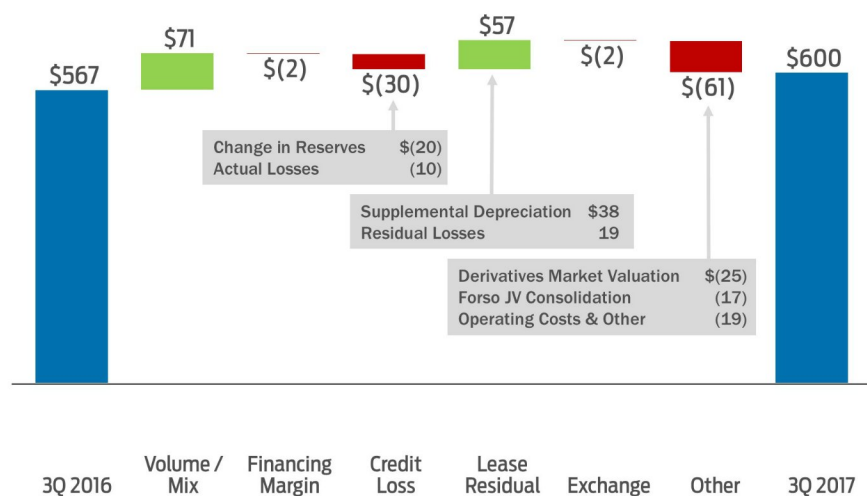 $567
$71
$(2)
$(30)
$57
$(2)
$(61)
$600
Change in Reserves $(20)
Actual Losses (10)
Supplemental Depreciation $38
Residual Losses 19
Derivatives Market Valuation $(25)
Forso JV Consolidation (17)
Operating Costs & Other (19)
3Q 2016
Volume /
Mix
Financing
Margin
Credit
Loss
Lease
Residual
Exchange
Other
3Q 2017